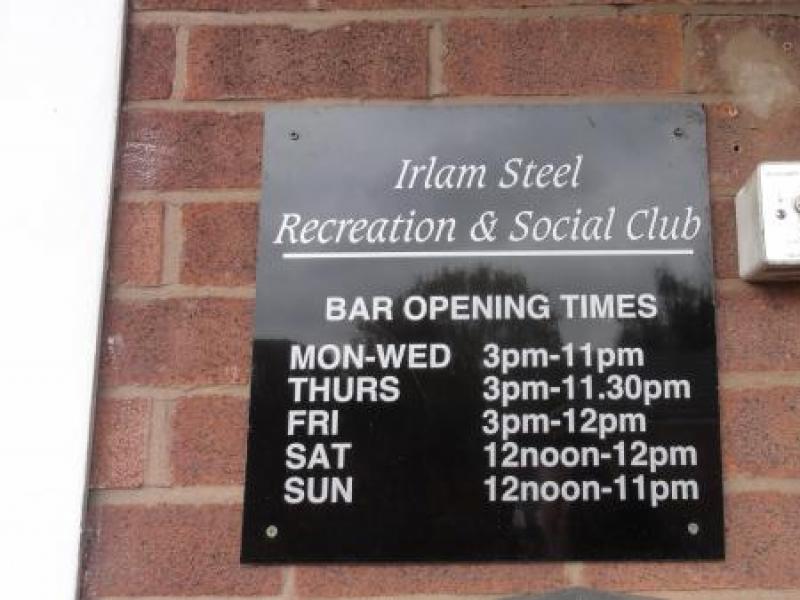 Irlam Steel
Recreation & Social Club
BAR OPENING TIMES
MON-WED 3pm-11pm
THURS 3pm-11.30pm
FRI 3pm-12pm
SAT 12noon-12pm
SUN 12noon-11pm